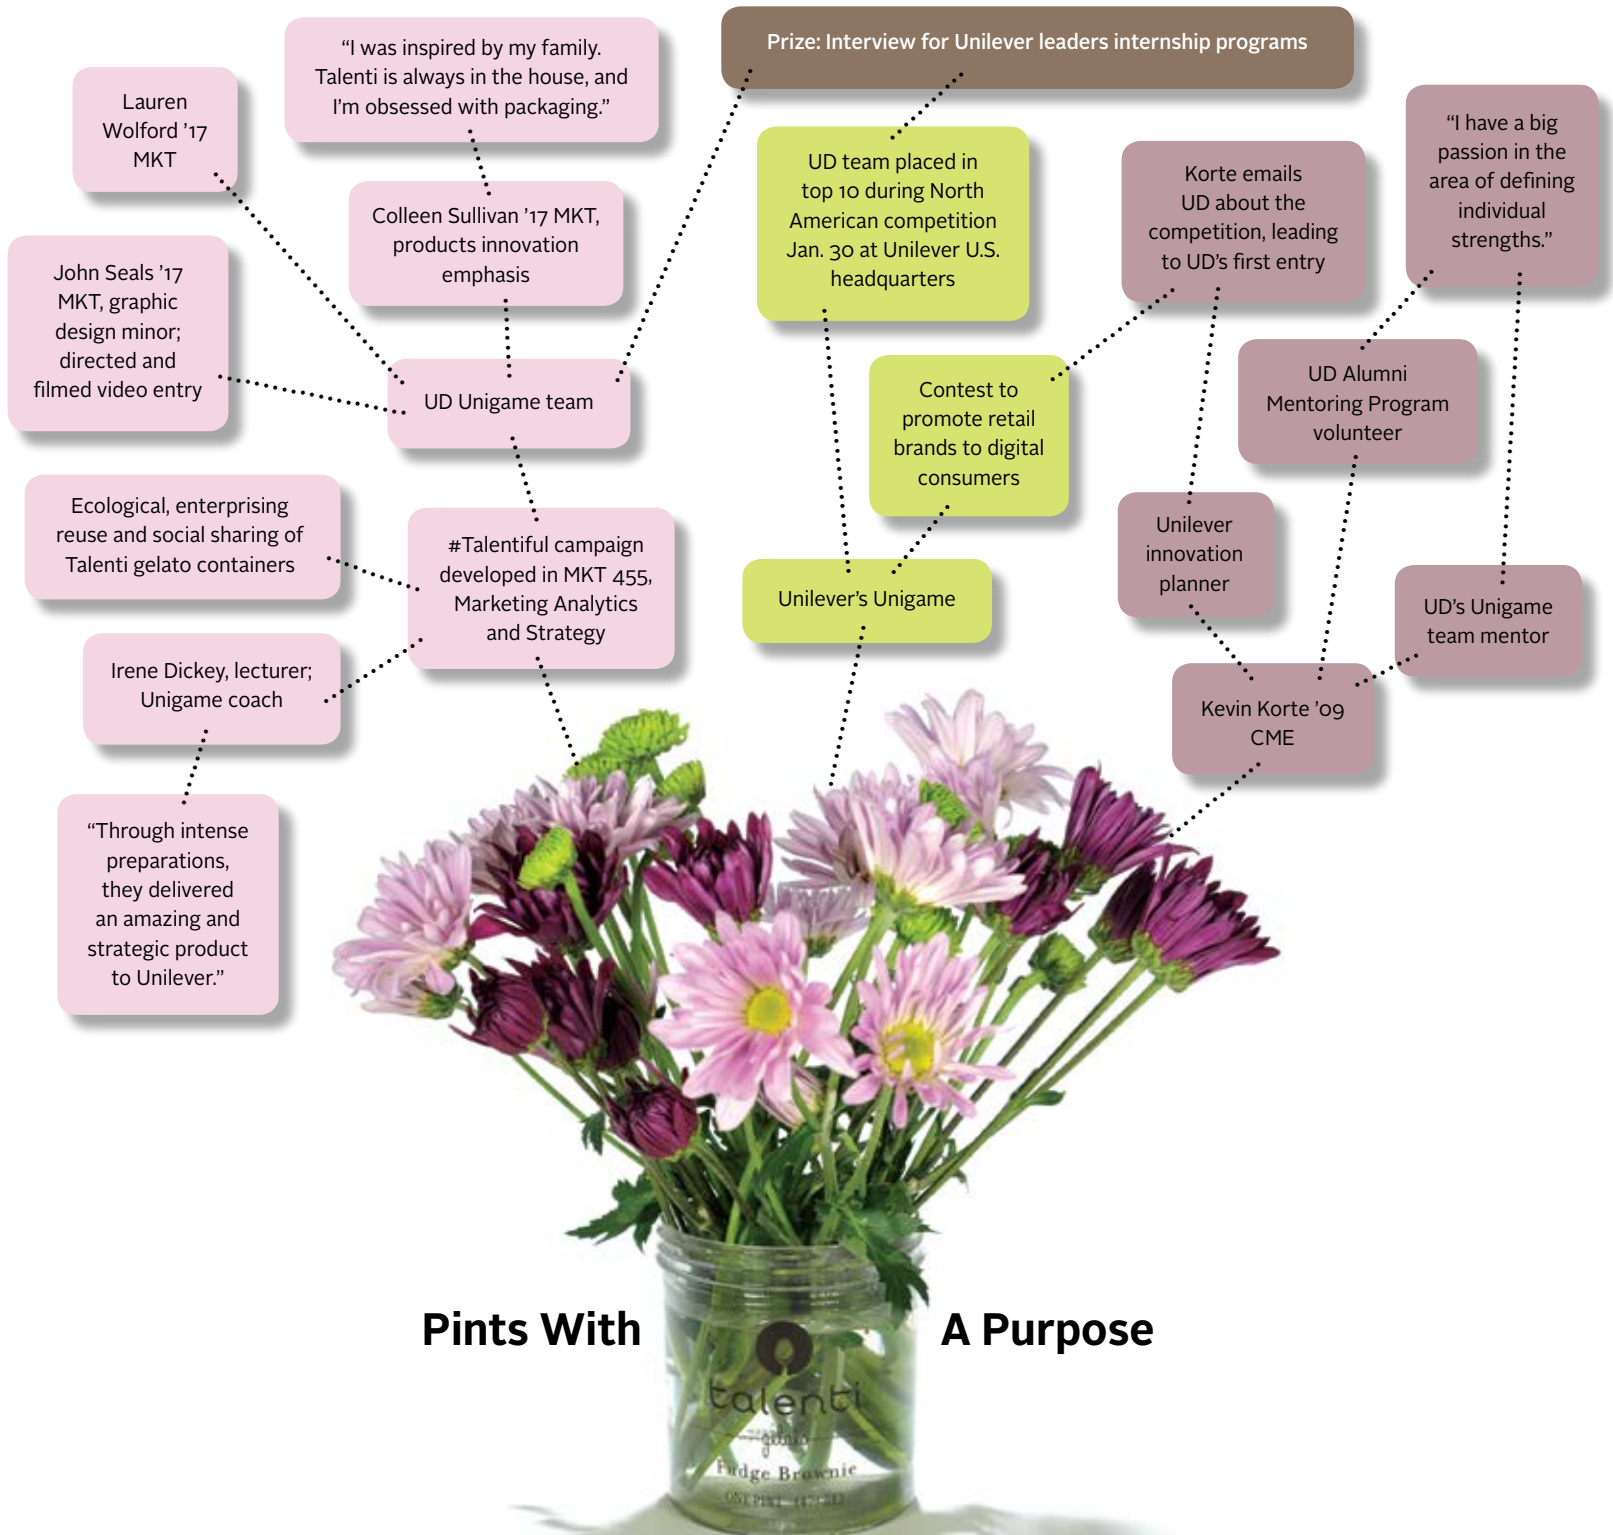 “I was inspired by my family.
Talenti is always in the house, and
I’m obsessed with packaging.”
Prize: Interview for Unilever leaders internship programs
Lauren
Wolford ’17
MKT
Colleen Sullivan ’17 MKT,
products innovation
emphasis
UD team placed in
top 10 during North
American competition
Jan. 30 at Unilever U.S.
headquarters
Korte emails
UD about the
competition, leading
to UD’s first entry
“I have a big
passion in the
area of defining
individual
strengths.”
John Seals ’17
MKT, graphic
design minor;
directed and
filmed video entry
UD Unigame team
Contest to
promote retail
brands to digital
consumers
UD Alumni
Mentoring Program
volunteer
Ecological, enterprising
reuse and social sharing of
Talenti gelato containers
#Talentiful campaign
developed in MKT 455,
Marketing Analytics
and Strategy
Unilever’s Unigame
Unilever
innovation
planner
UD’s Unigame
team mentor
Irene Dickey, lecturer;
Unigame coach
Kevin Korte ’09
CME
“Through intense
preparations,
they delivered
an amazing and
strategic product
to Unilever.”
Pints With
A Purpose
talenti
gelato
Fudge Brownie
ONE PINT